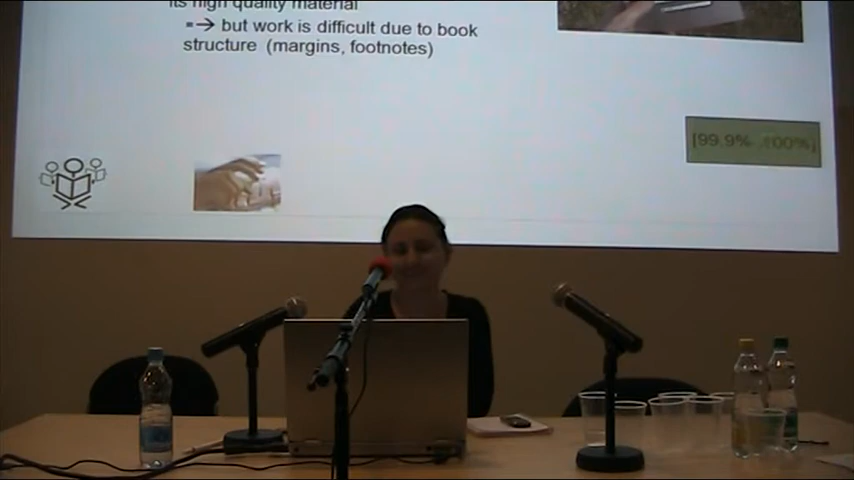 its high quality material
⇢ but work is difficult due to book
structure (margins, footnotes)
[99.9% ,100%]